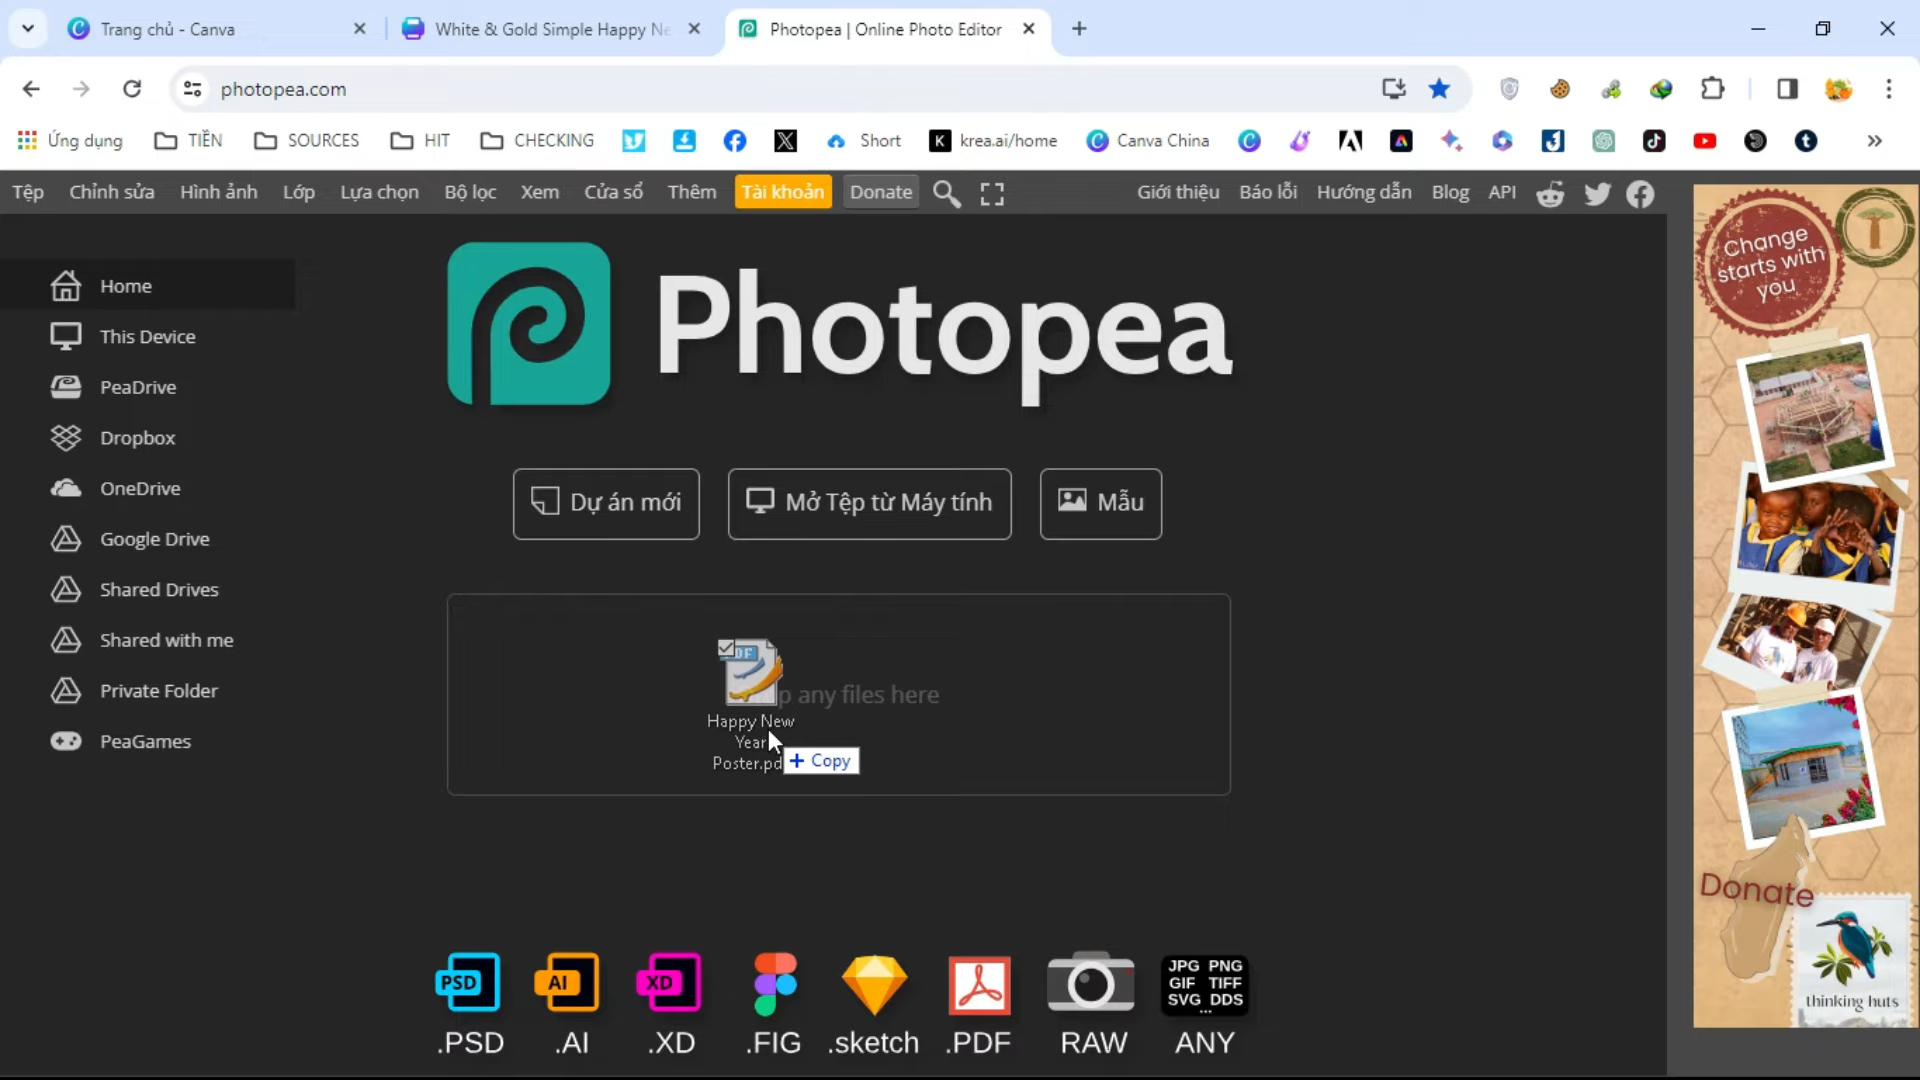 Trang chủ - Canva
White & Gold Simple Happy Ne
Photopea | Online Photo Editor
photopea.com
Ứng dụng
TIỀN
SOURCES
HIT
CHECKING
Short
krea.ai/home
Canva China
Tệp
Chỉnh sửa
Hình ảnh
Lớp
Lựa chọn
Bộ lọc
Xem
Cửa sổ
Thêm
Tài khoản
Donate
Giới thiệu
Báo lỗi
Hướng dẫn
Blog
API
Home
This Device
PeaDrive
Dropbox
OneDrive
Google Drive
Shared Drives
Shared with me
Private Folder
PeaGames
Photopea
Dự án mới
Mở Tệp từ Máy tính
Mẫu
p any files here
Happy New
Year
Poster.pd
+ Copy
PSD
AI
XD
JPG PNG
GIF TIFF
SVG DDS
...
.PSD
.AI
.XD
.FIG
.sketch
.PDF
RAW
ANY
Change
starts with
you
Donate
thinking huts